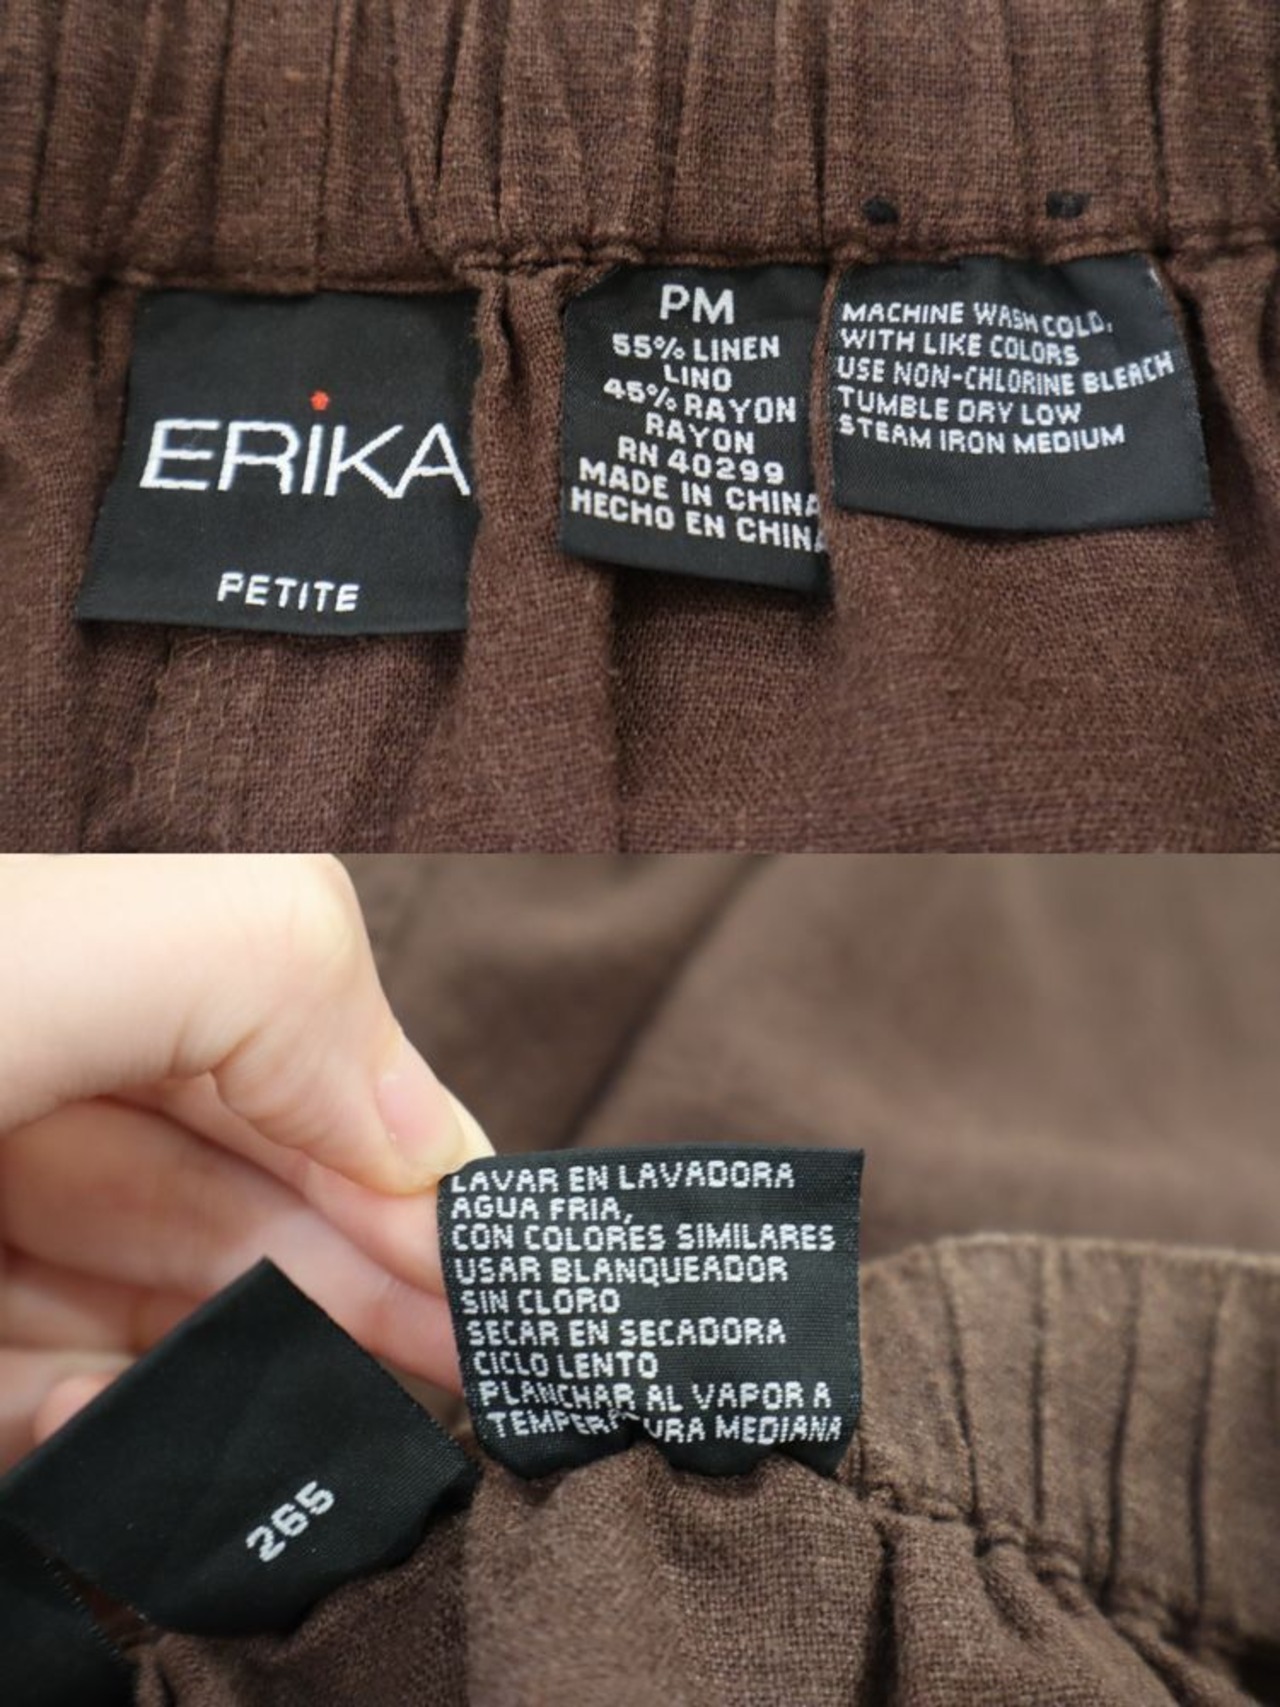 ERiKA
PETITE
PM
55% LINEN
LINO
45% RAYON
RAYON
RN 40299
MADE IN CHINA
HECHO EN CHINA
MACHINE WASH COLD,
WITH LIKE COLORS
USE NON-CHLORINE BLEACH
TUMBLE DRY LOW
STEAM IRON MEDIUM
LAVAR EN LAVADORA
AGUA FRIA,
CON COLORES SIMILARES
USAR BLANQUEADOR
SIN CLORO
SECAR EN SECADORA
CICLO LENTO
PLANCHAR AL VAPOR A
TEMPERATURA MEDIANA
265